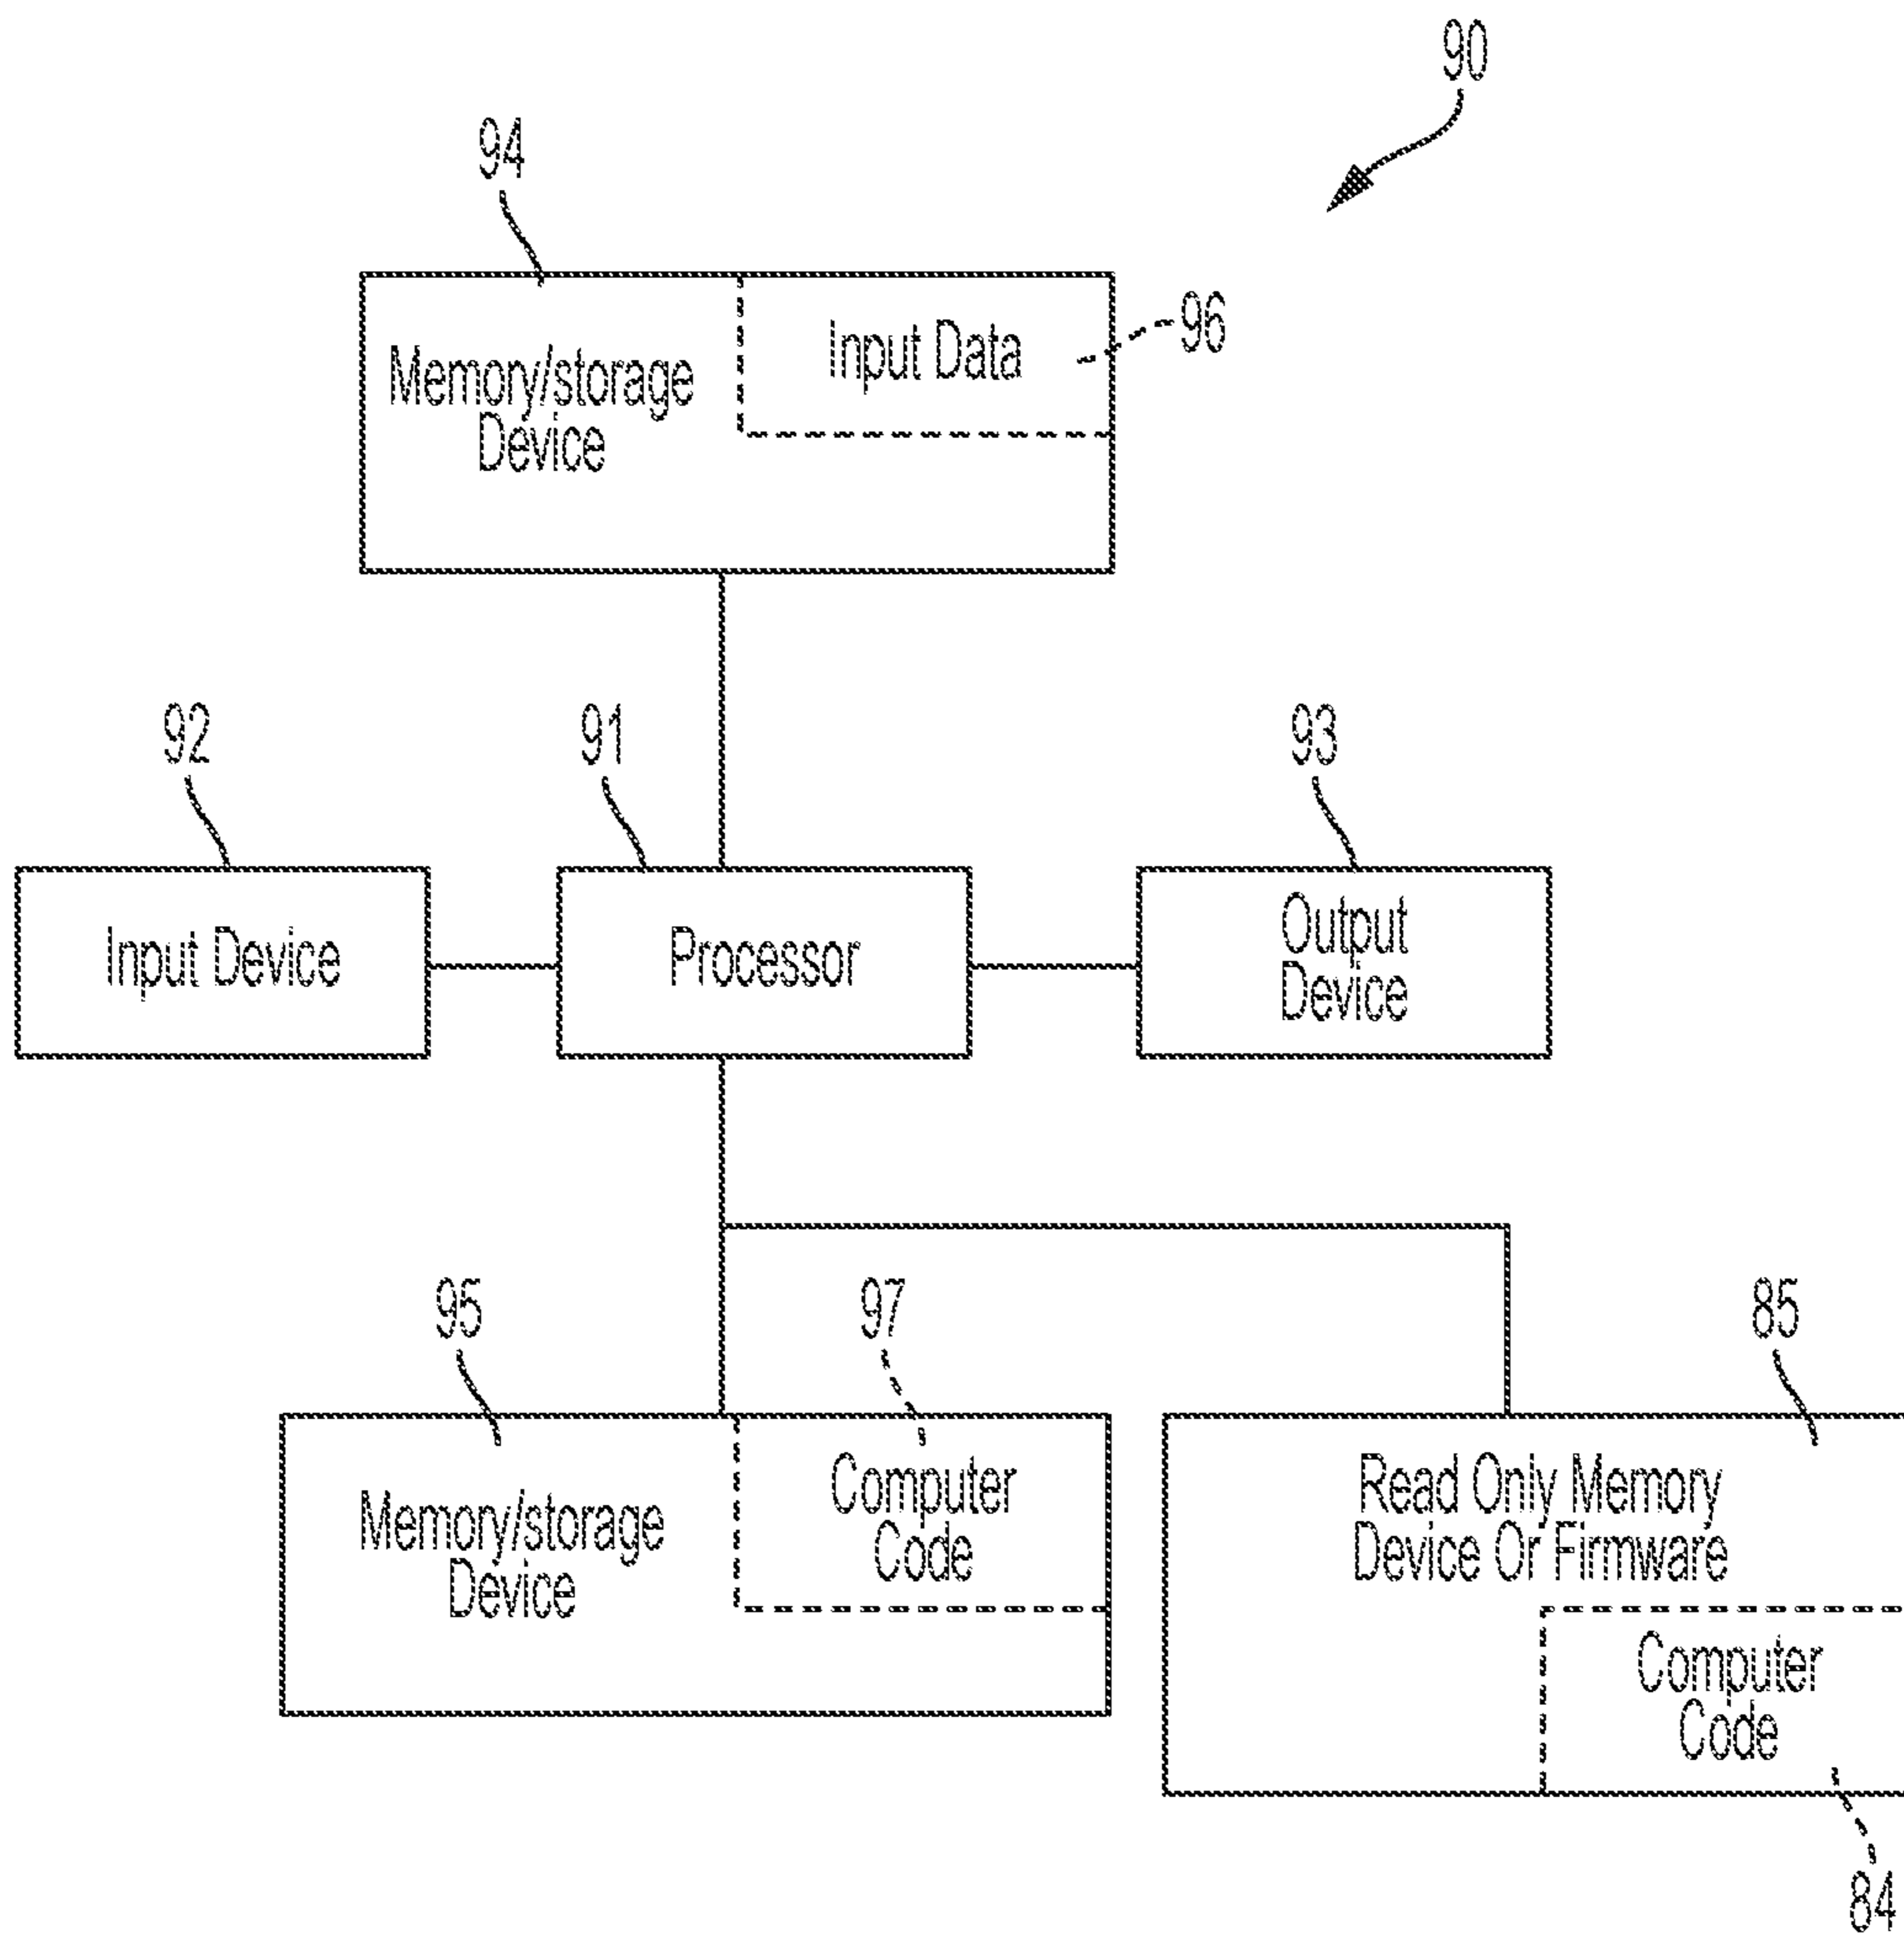 90
94
Memory/storage
Device
Input Data
96
92
91
93
Input Device
Processor
Output
Device
95
97
85
Memory/storage
Device
Computer
Code
Read Only Memory
Device Or Firmware
Computer
Code
84